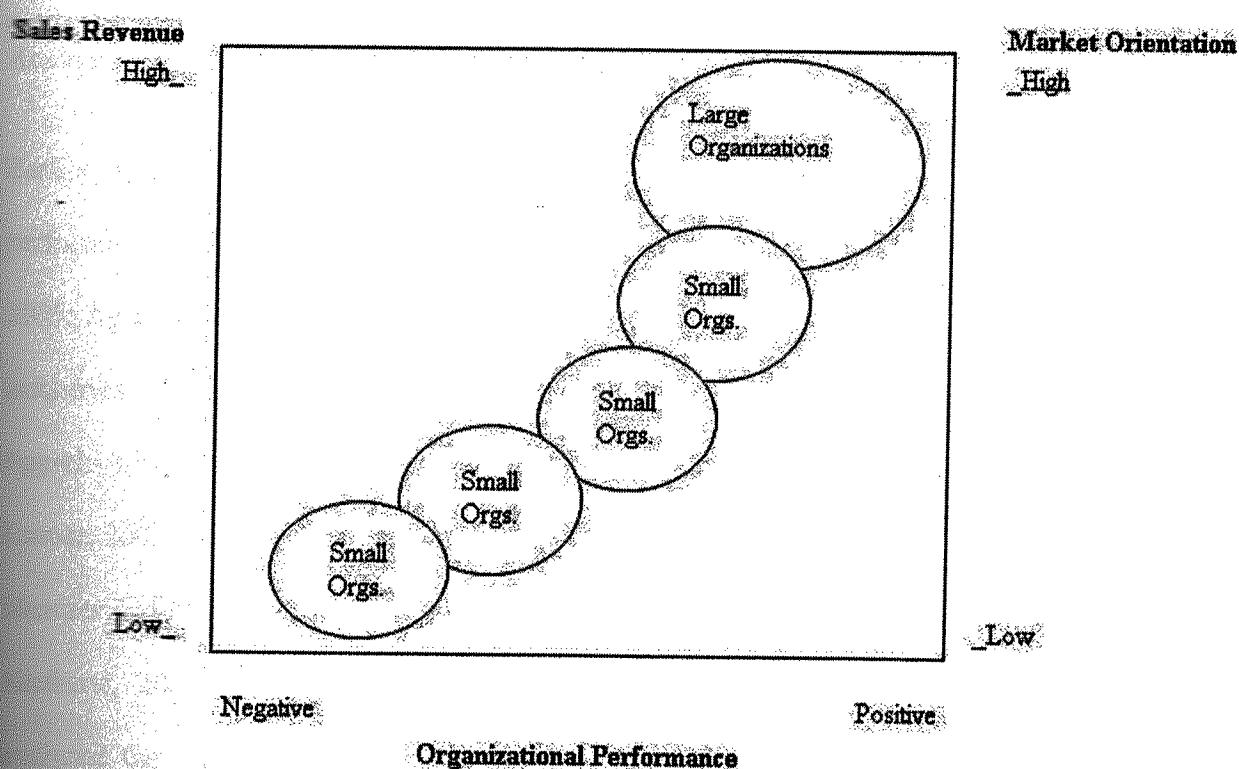 Sales Revenue
Market Orientation
High_
_High
Large
Organizations
Small
Orgs.
Small
Orgs.
Small
Orgs.
Small
Orgs.
Low_
_Low
Negative
Positive
Organizational Performance